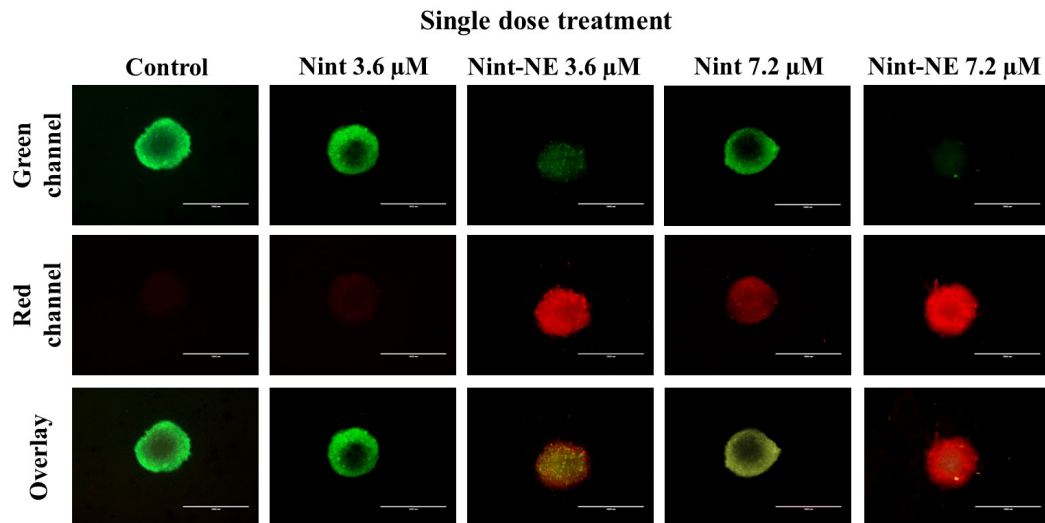 Single dose treatment
Control Nint 3.6 µM Nint-NE 3.6 µM Nint 7.2 µM Nint-NE 7.2 µM
Green
channel
Red
channel
Overlay